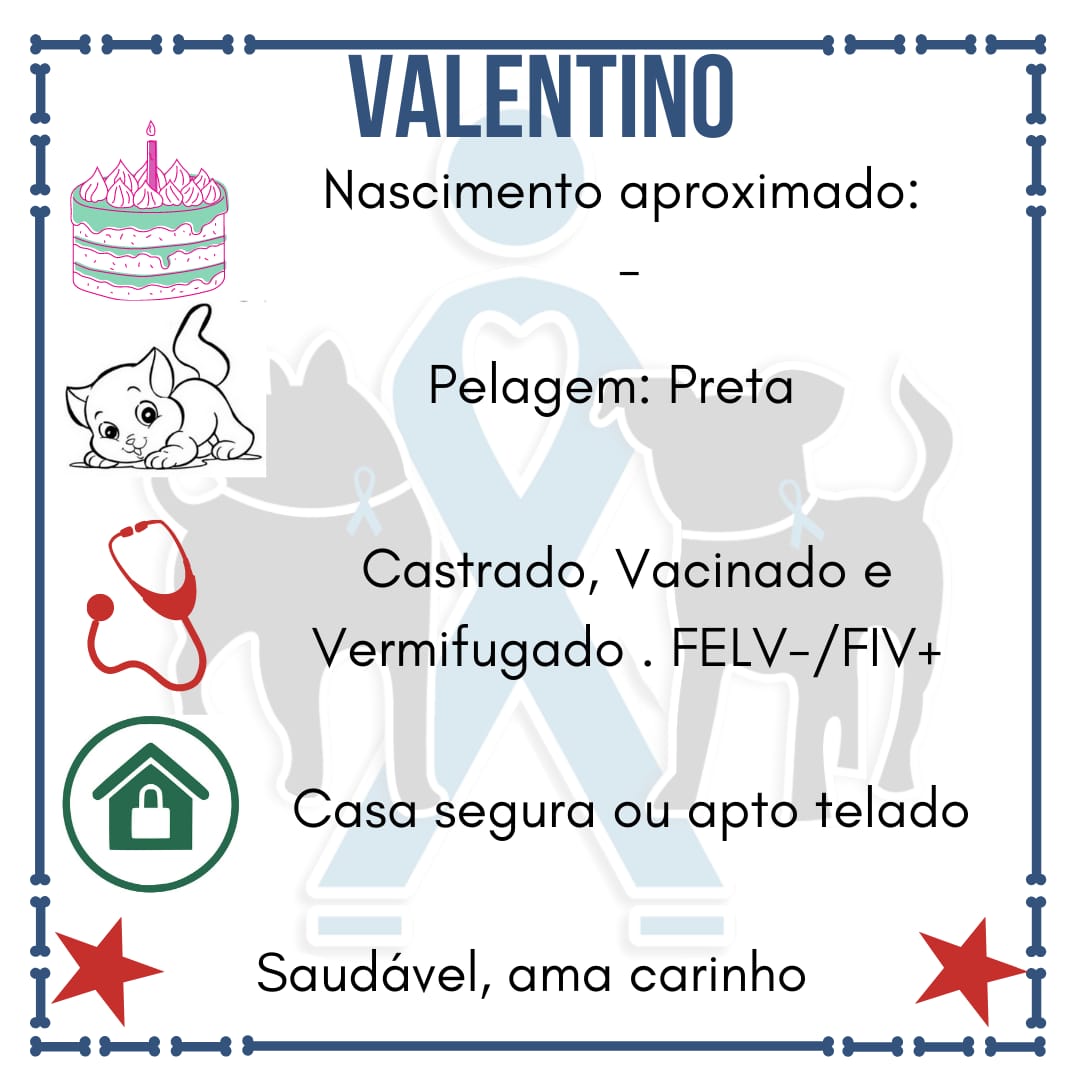 VALENTINO
Nascimento aproximado:
-
Pelagem: Preta
Castrado, Vacinado e
Vermifugado . FELV-/FIV+
Casa segura ou apto telado
Saudável, ama carinho